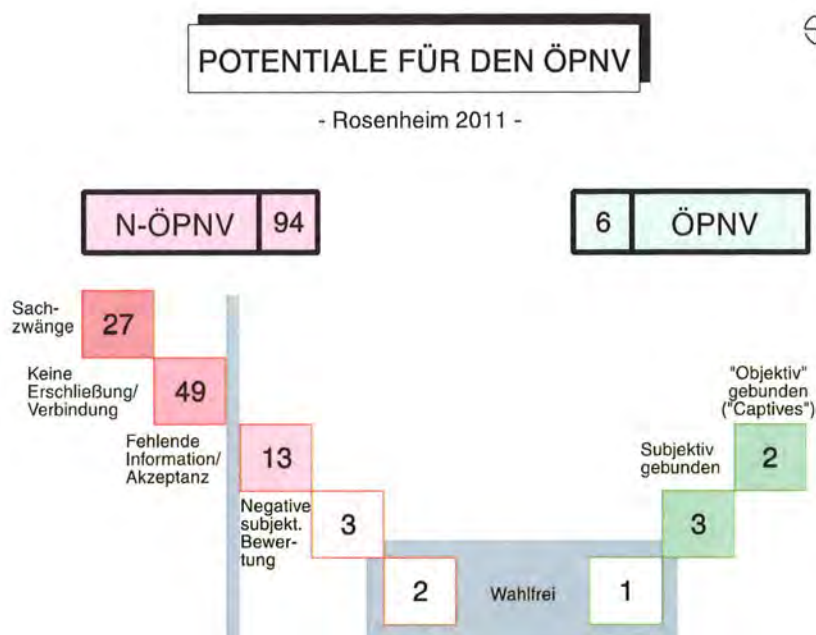 POTENTIALE FÜR DEN ÖPNV
- Rosenheim 2011 -
N-ÖPNV 94
6 ÖPNV
Sach-
zwänge
27
Keine
Erschließung/
Verbindung
49
Fehlende
Information/
Akzeptanz
13
Negative
subjekt.
Bewer-
tung
3
2
Wahlfrei
1
Subjektiv
gebunden
3
"Objektiv"
gebunden
("Captives")
2